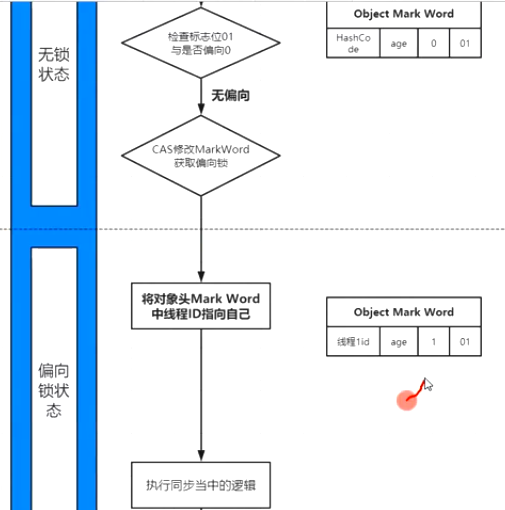 Object Mark Word
HashCo
de
age
0
01
无锁
状态
检查标志位01
与是否偏向0
无偏向
CAS修改MarkWord
获取偏向锁
将对象头Mark Word
中线程ID指向自己
Object Mark Word
线程1id
age
1
01
偏向
锁状
态
执行同步当中的逻辑